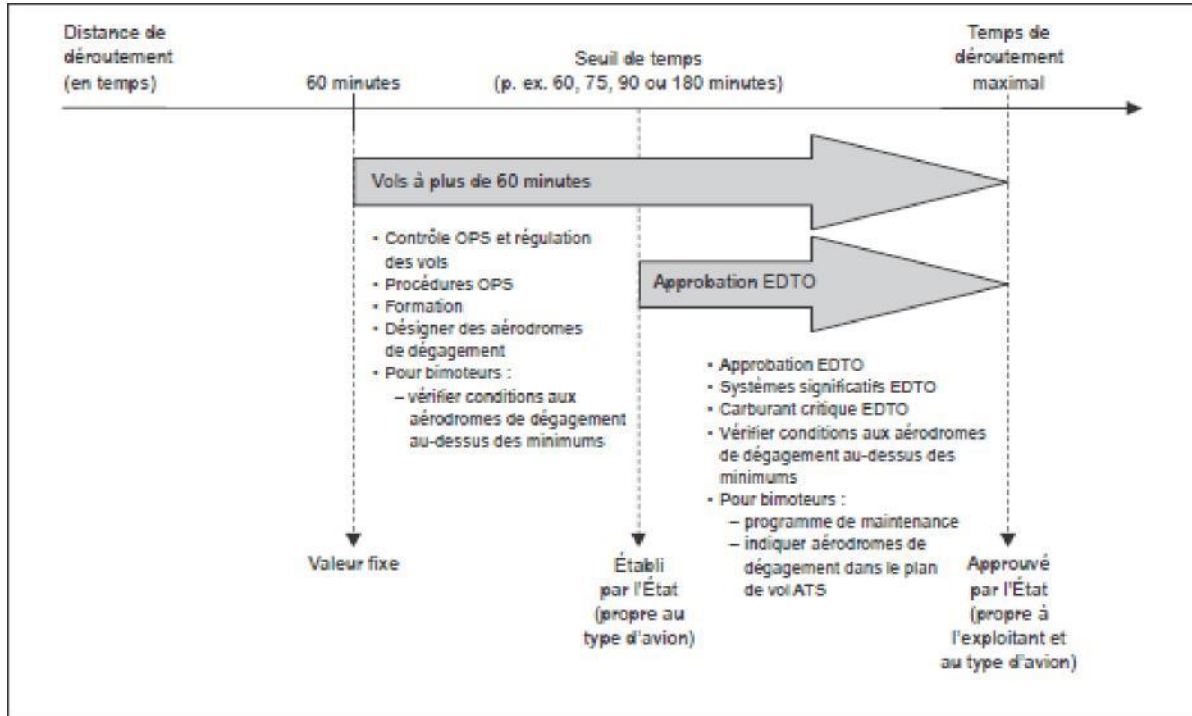 Distance de
déroutement
(en temps)
60 minutes
Seuil de temps
(p. ex. 60, 75, 90 ou 180 minutes)
Temps de
déroutement
maximal
Vols à plus de 60 minutes
• Contrôle OPS et régulation
des vols
• Procédures OPS
• Formation
• Désigner des aérodromes
de dégagement
• Pour bimoteurs :
– vérifier conditions aux
aérodromes de dégagement
au-dessus des minimums
Approbation EDTO
• Approbation EDTO
• Systèmes significatifs EDTO
• Carburant critique EDTO
• Vérifier conditions aux aérodromes
de dégagement au-dessus des
minimums
• Pour bimoteurs :
– programme de maintenance
– indiquer aérodromes de
dégagement dans le plan
de vol ATS
Valeur fixe
Établi
par l'État
(propre au
type d'avion)
Approuvé
par l'État
(propre à
l'exploitant et
au type d'avion)